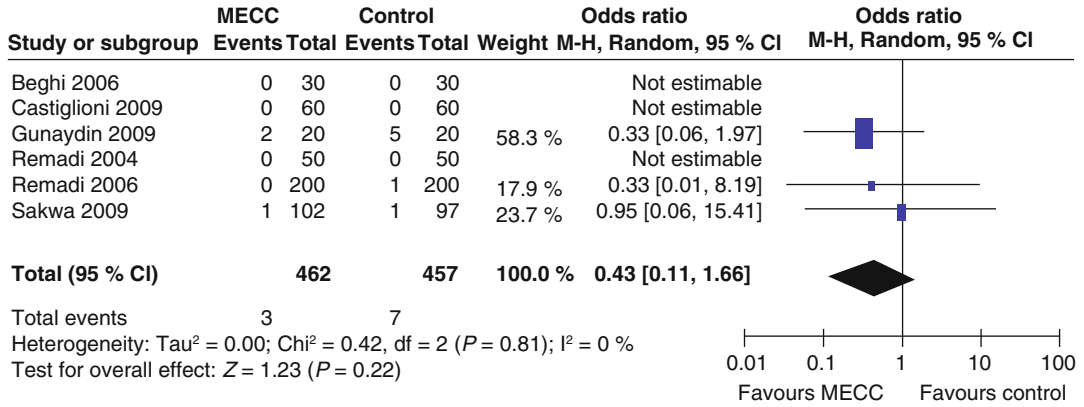 MECC Control Odds ratio Odds ratio
Study or subgroup Events Total Events Total Weight M-H, Random, 95 % CI M-H, Random, 95 % CI
Beghi 2006 0 30 0 30 Not estimable
Castiglioni 2009 0 60 0 60 Not estimable
Gunaydin 2009 2 20 5 20 58.3 % 0.33 [0.06, 1.97]
Remadi 2004 0 50 0 50 Not estimable
Remadi 2006 0 200 1 200 17.9 % 0.33 [0.01, 8.19]
Sakwa 2009 1 102 1 97 23.7 % 0.95 [0.06, 15.41]
Total (95 % CI) 462 457 100.0 % 0.43 [0.11, 1.66]
Total events 3 7
Heterogeneity: Tau² = 0.00; Chi² = 0.42, df = 2 (P = 0.81); I² = 0 %
Test for overall effect: Z = 1.23 (P = 0.22)
0.01 0.1 1 10 100
Favours MECC Favours control